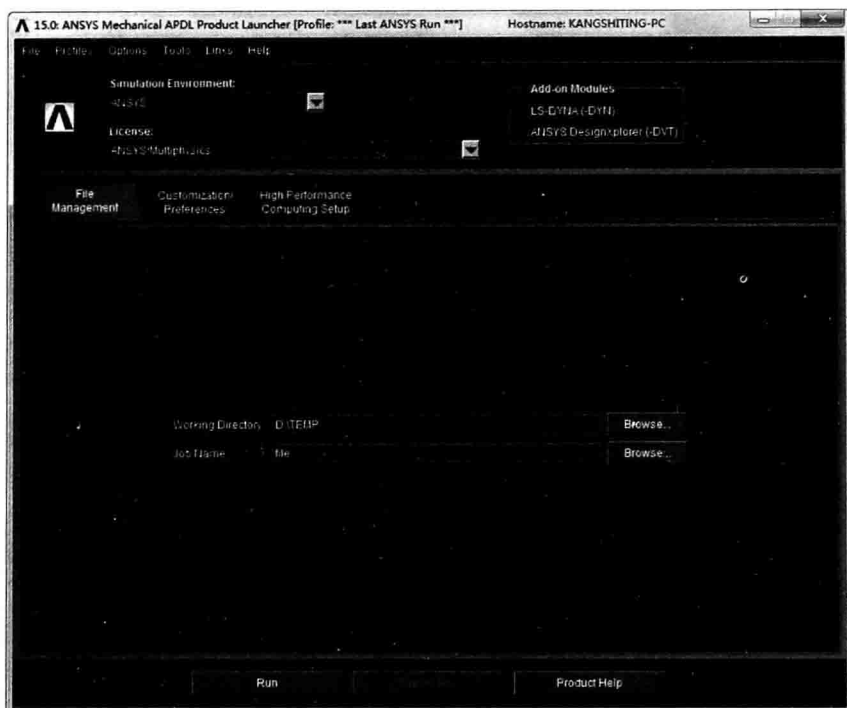 15.0: ANSYS Mechanical APDL Product Launcher [Profile: *** Last ANSYS Run ***] Hostname: KANGSHITING-PC
File Profiles Options Tools Links Help
Simulation Environment:
ANSYS
License:
ANSYS Multiphysics
Add-on Modules
LS-DYNA (-DYN)
ANSYS DesignXplorer (-DVT)
File Management
Customization/ Preferences
High Performance Computing Setup
Working Directory D:\TEMP Browse...
Job Name file Browse...
Run Product Help